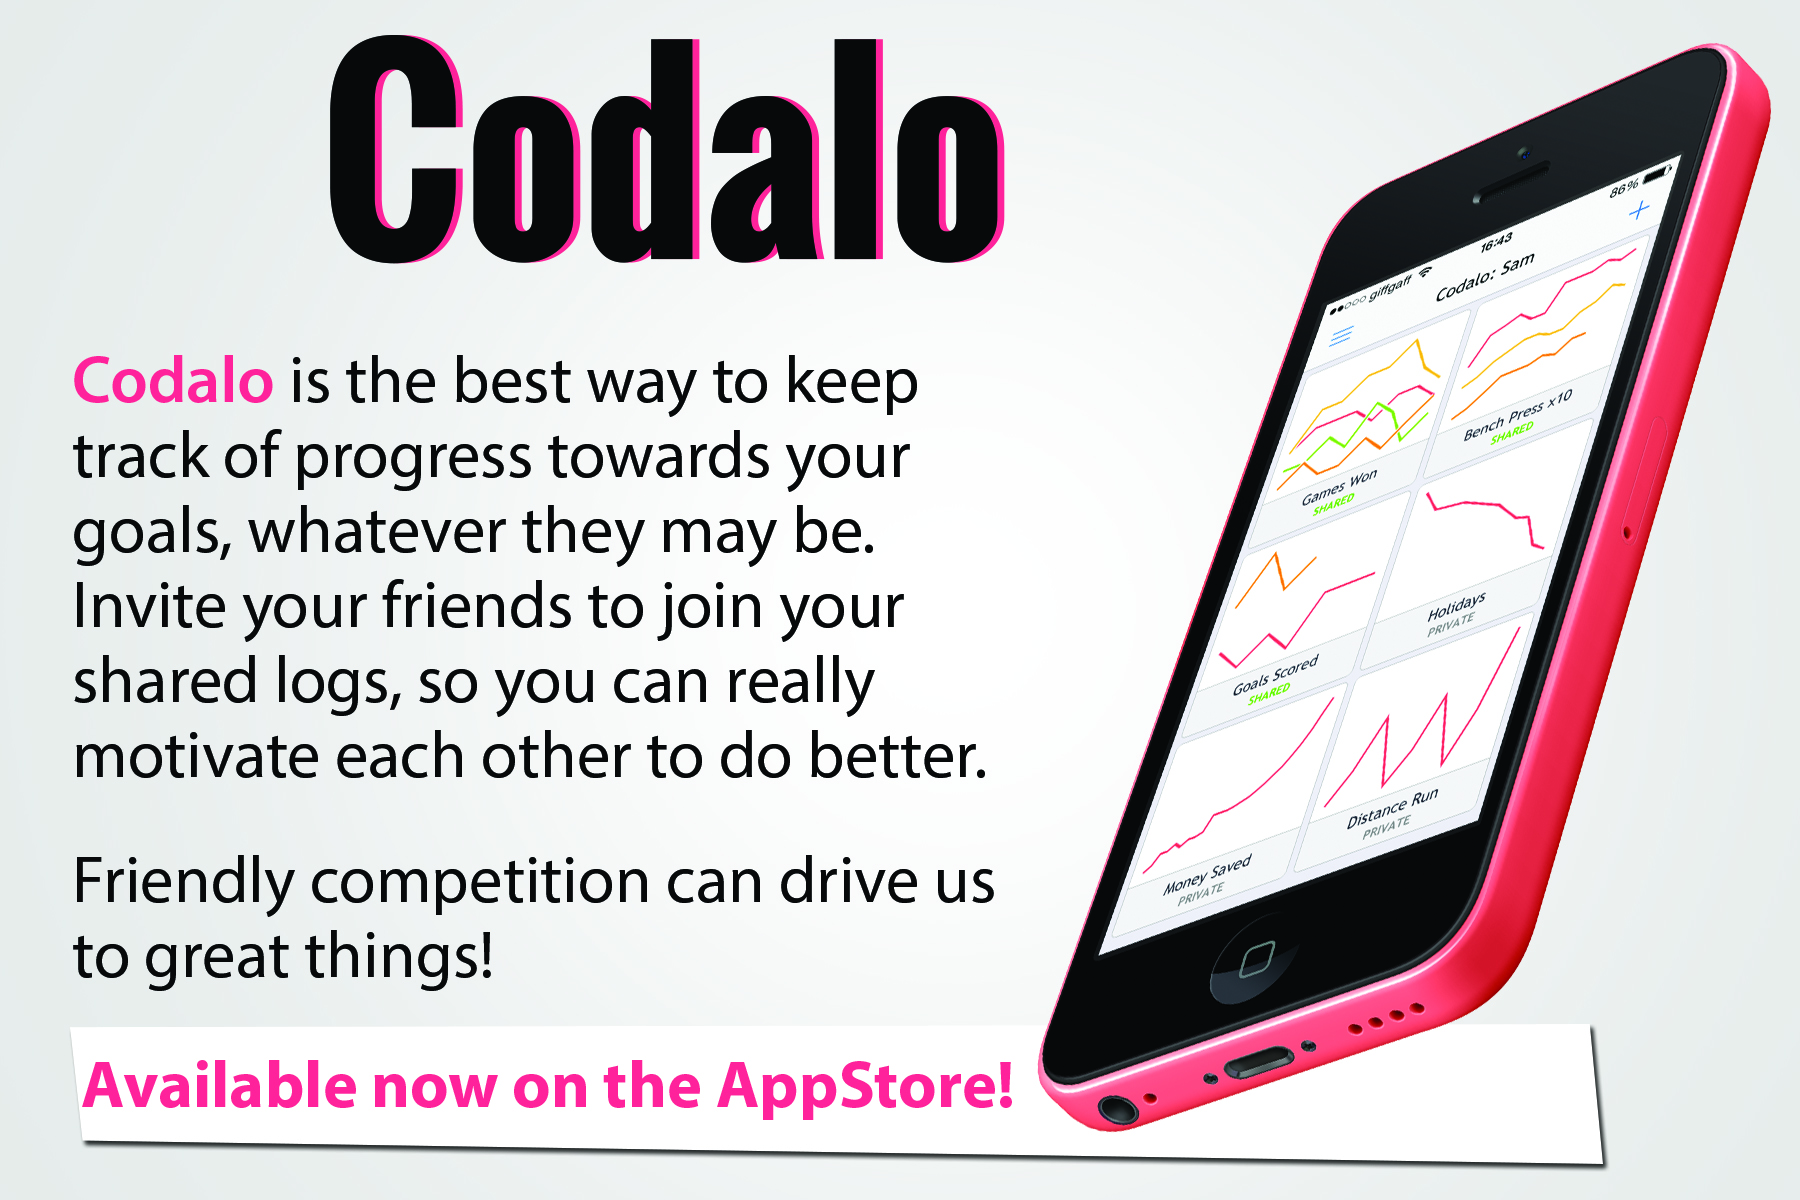 Codalo
Codalo is the best way to keep
track of progress towards your
goals, whatever they may be.
Invite your friends to join your
shared logs, so you can really
motivate each other to do better.
Friendly competition can drive us
to great things!
Available now on the AppStore!
giffgaff
16:43
86%
Codalo: Sam
Games Won
SHARED
Bench Press x10
SHARED
Goals Scored
SHARED
Holidays
PRIVATE
Money Saved
PRIVATE
Distance Run
PRIVATE